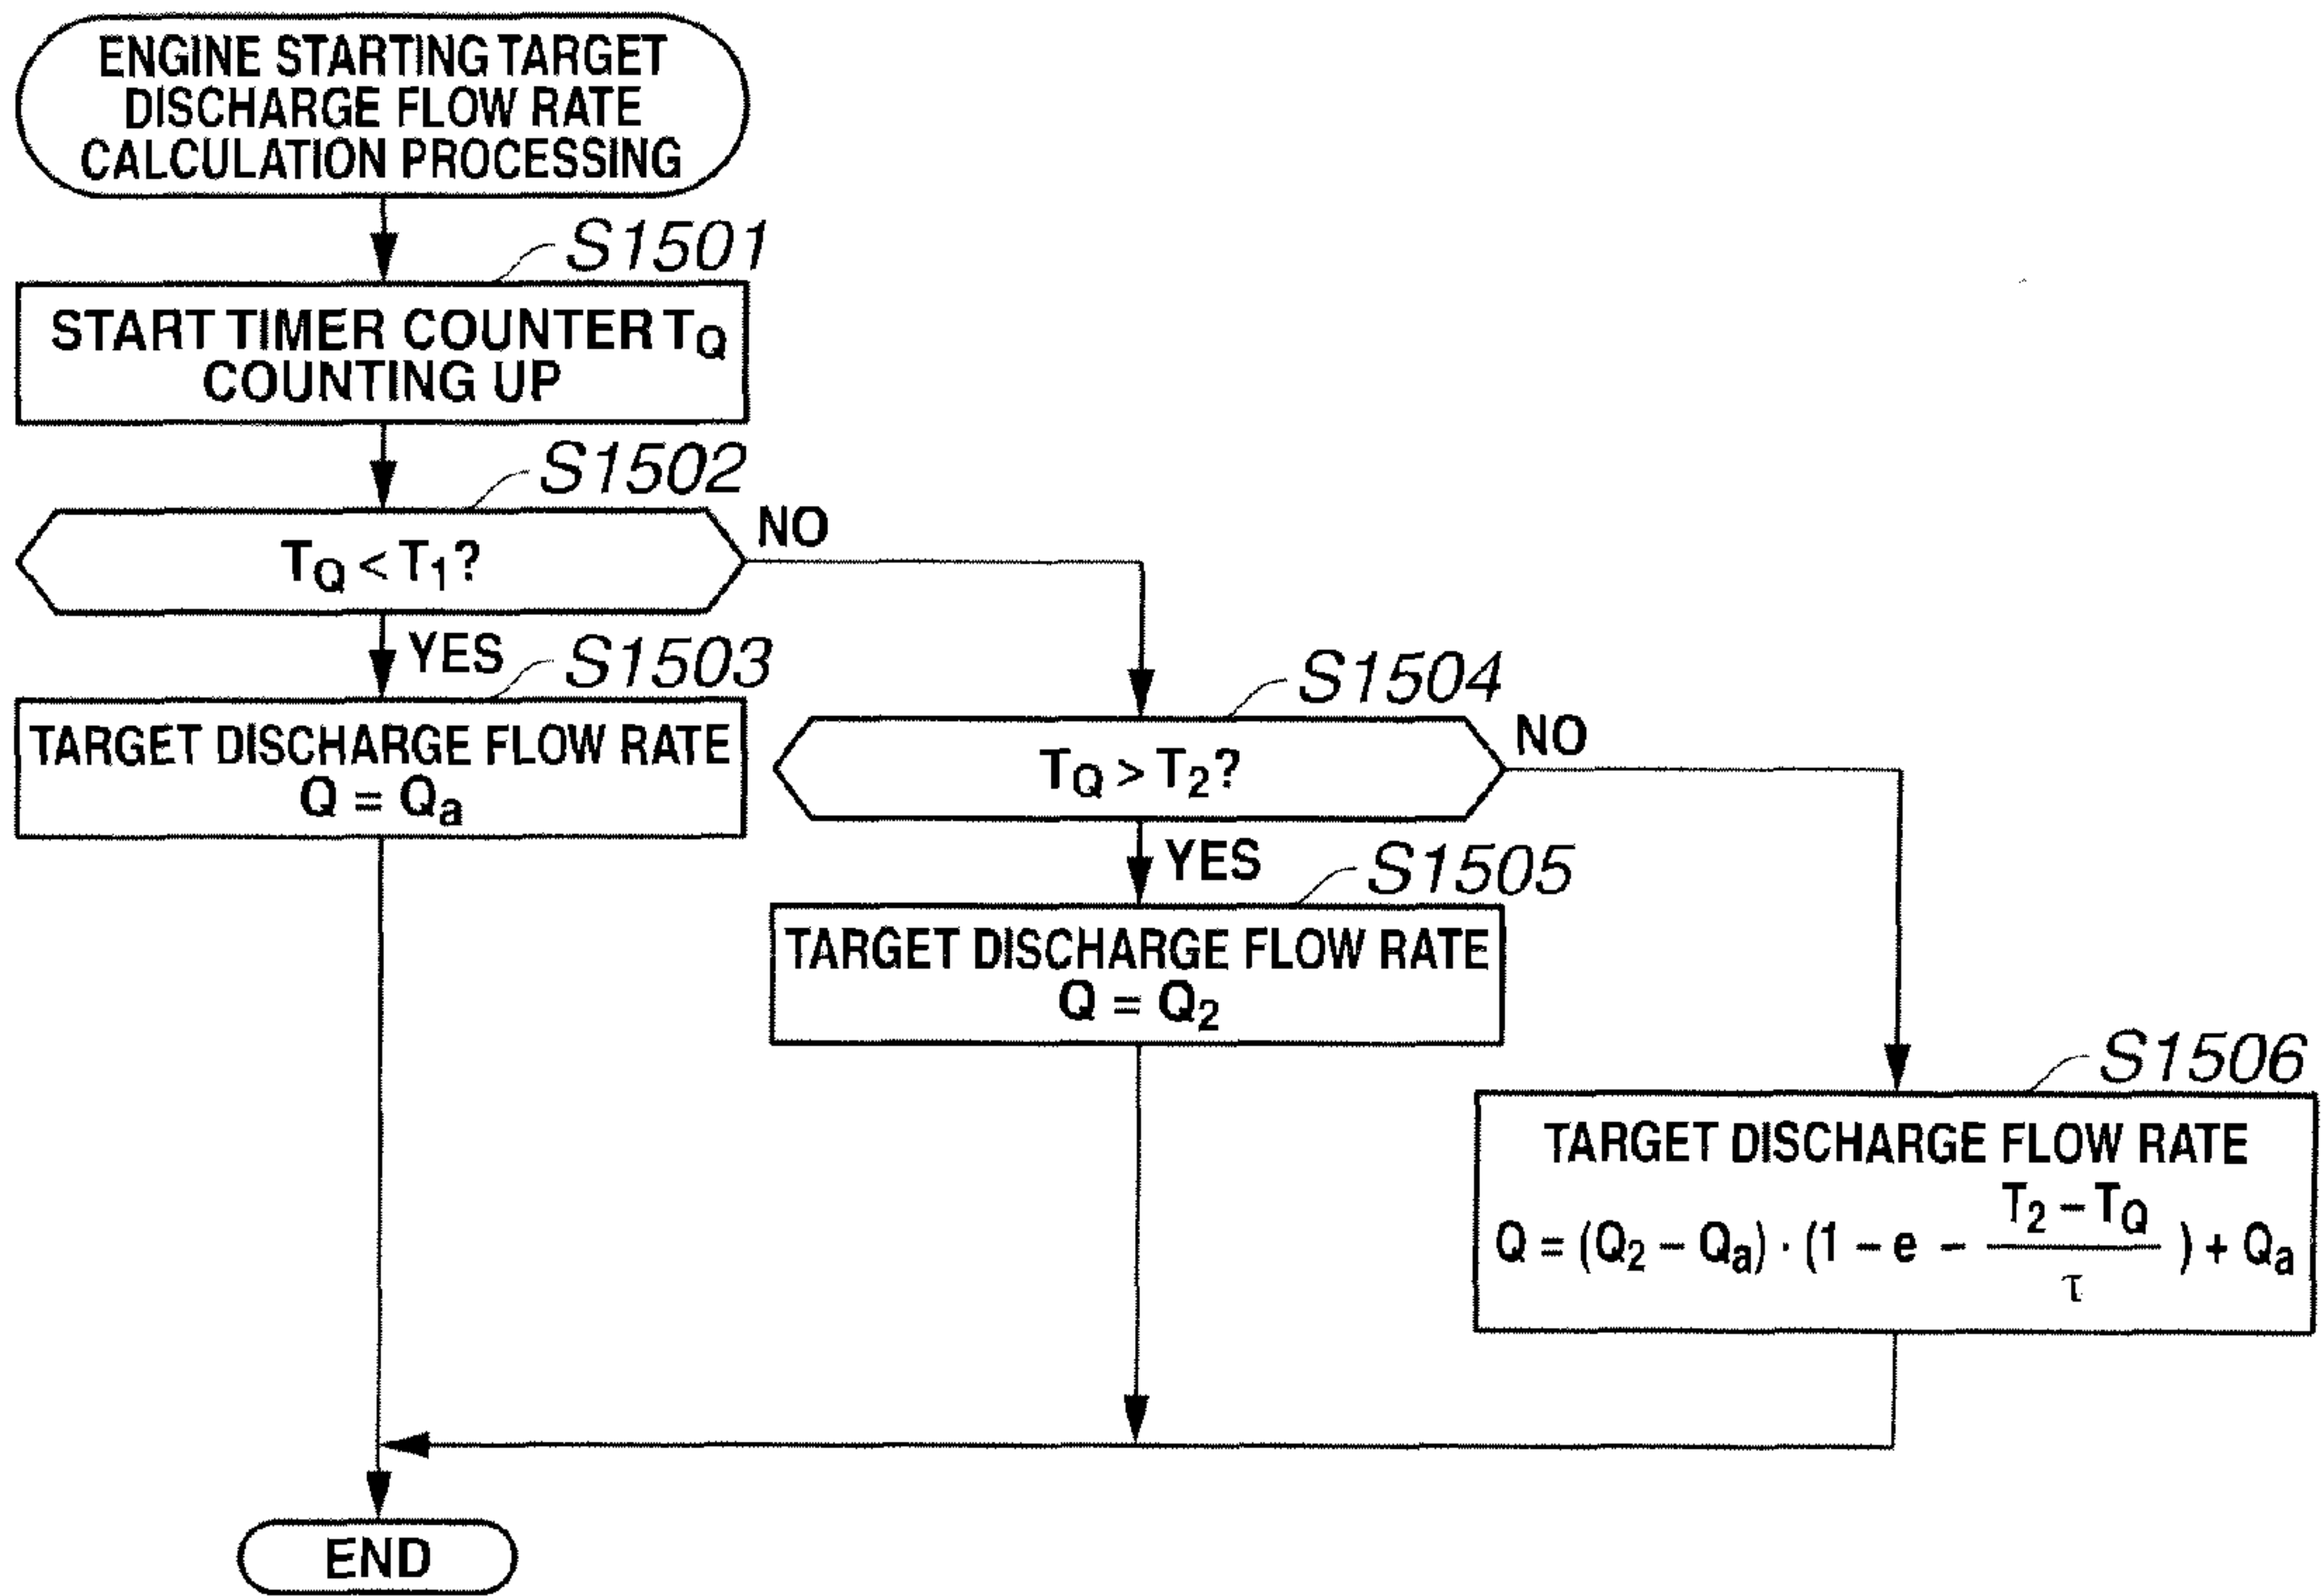 ENGINE STARTING TARGET
DISCHARGE FLOW RATE
CALCULATION PROCESSING
S1501
START TIMER COUNTER TQ
COUNTING UP
S1502
TQ < T1?
NO
YES
S1503
TARGET DISCHARGE FLOW RATE
Q = Qa
S1504
TQ > T2?
NO
YES
S1505
TARGET DISCHARGE FLOW RATE
Q = Q2
S1506
TARGET DISCHARGE FLOW RATE
Q = (Q2 − Qa) · (1 − e − (T2 − TQ)/τ ) + Qa
END